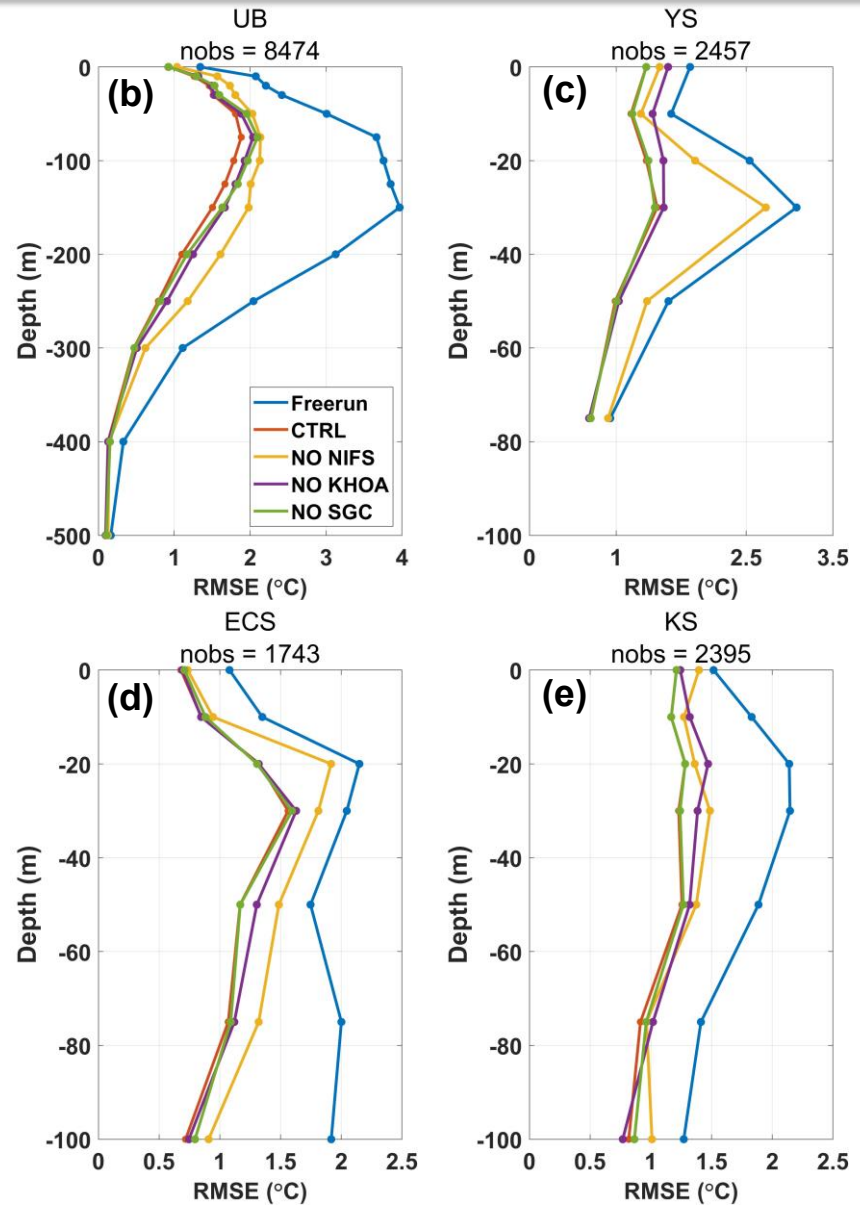 UB
nobs = 8474
(b)
0
-100
-200
-300
-400
-500
Depth (m)
Freerun
CTRL
NO NIFS
NO KHOA
NO SGC
0 1 2 3 4
RMSE (°C)
YS
nobs = 2457
(c)
0
-20
-40
-60
-80
-100
Depth (m)
0 1 2.5 3.5
RMSE (°C)
ECS
nobs = 1743
(d)
0
-20
-40
-60
-80
-100
Depth (m)
0 0.5 1 1.5 2 2.5
RMSE (°C)
KS
nobs = 2395
(e)
0
-20
-40
-60
-80
-100
Depth (m)
0 0.5 1 1.5 2 2.5
RMSE (°C)